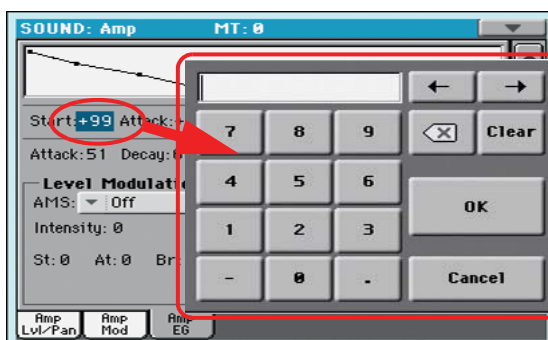 SOUND: Amp MT: 0
Start:+99 Attack:+
Attack:51 Decay:
Level
AMS: Off
Intensity: 0
St:0 At:0
← →
7 8 9 Clear
4 5 6 OK
1 2 3
- 0 . Cancel
Amp Lvl/Pan
Amp Mod
Amp EG